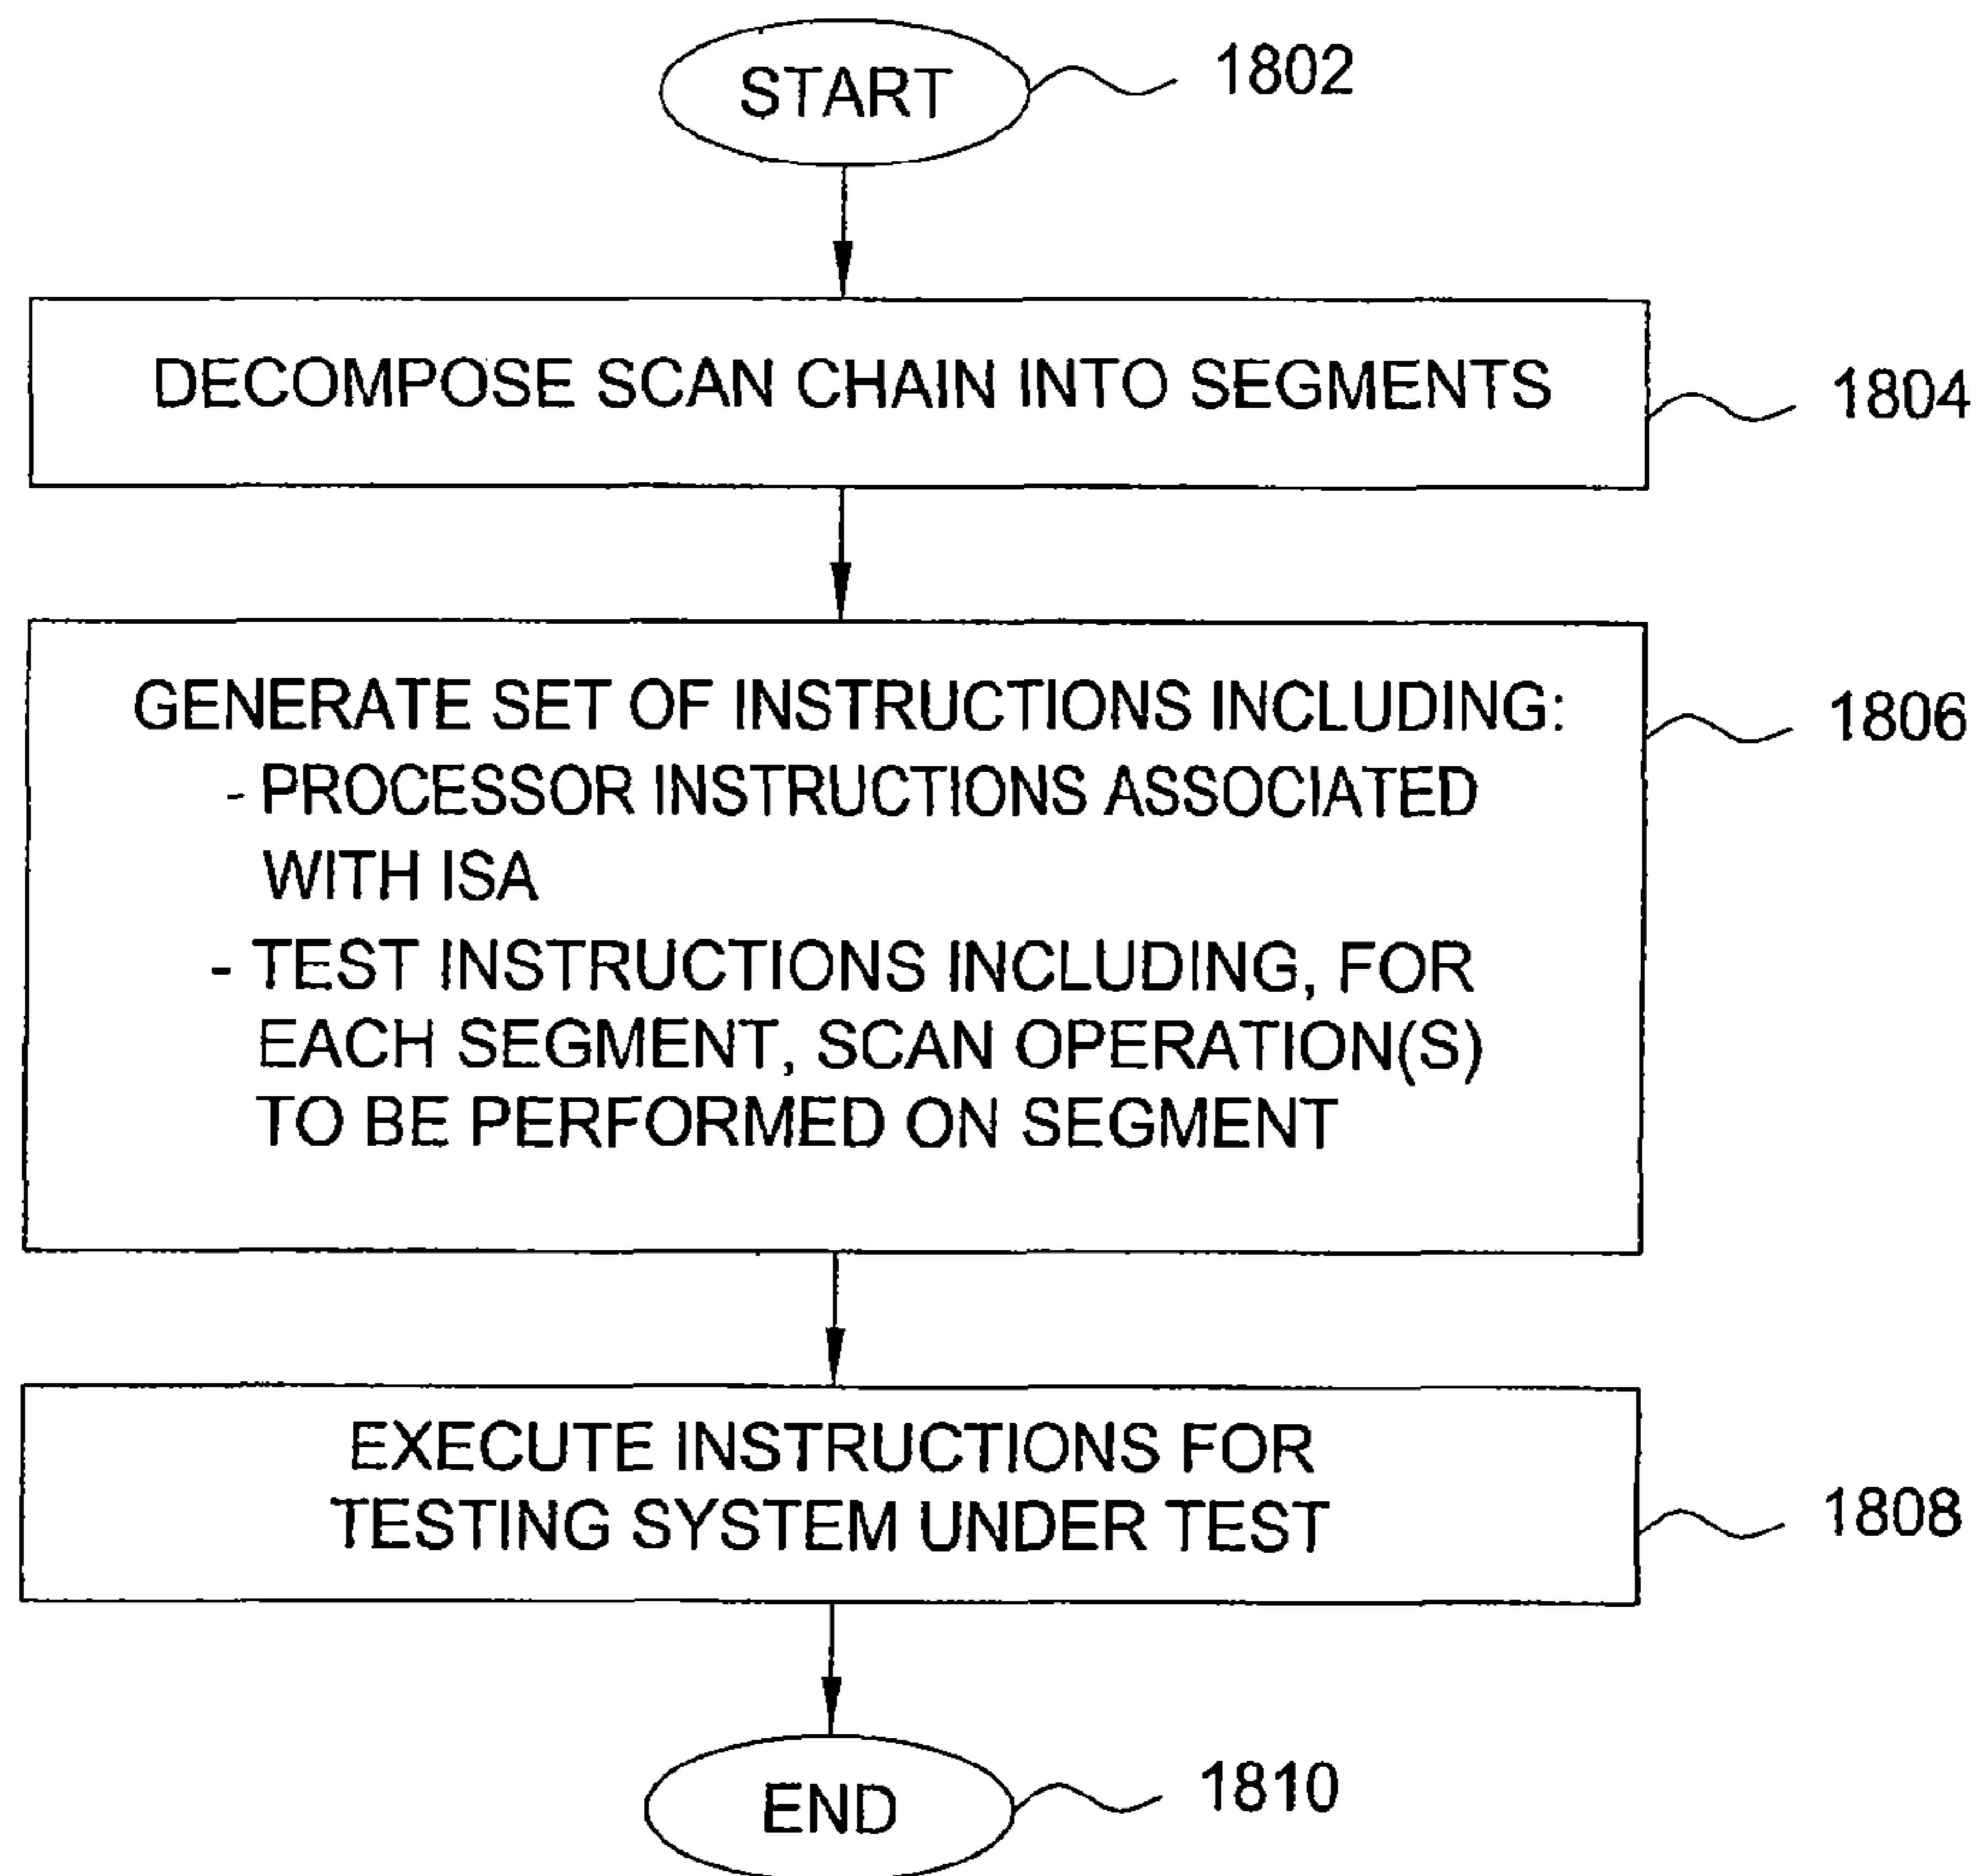 START
1802
DECOMPOSE SCAN CHAIN INTO SEGMENTS
1804
GENERATE SET OF INSTRUCTIONS INCLUDING:
1806
- PROCESSOR INSTRUCTIONS ASSOCIATED
WITH ISA
- TEST INSTRUCTIONS INCLUDING, FOR
EACH SEGMENT, SCAN OPERATION(S)
TO BE PERFORMED ON SEGMENT
EXECUTE INSTRUCTIONS FOR
TESTING SYSTEM UNDER TEST
1808
END
1810